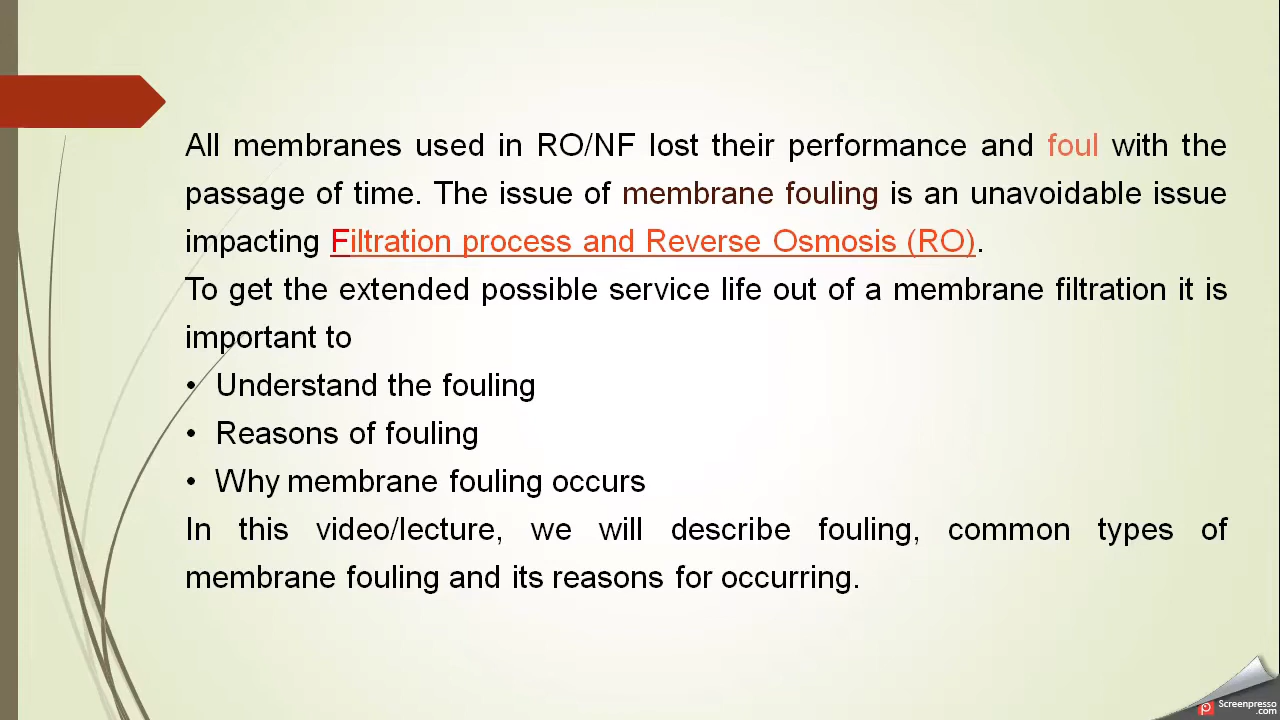 All membranes used in RO/NF lost their performance and foul with the
passage of time. The issue of membrane fouling is an unavoidable issue
impacting Filtration process and Reverse Osmosis (RO).
To get the extended possible service life out of a membrane filtration it is
important to
• Understand the fouling
• Reasons of fouling
• Why membrane fouling occurs
In this video/lecture, we will describe fouling, common types of
membrane fouling and its reasons for occurring.
Screenpresso
.com